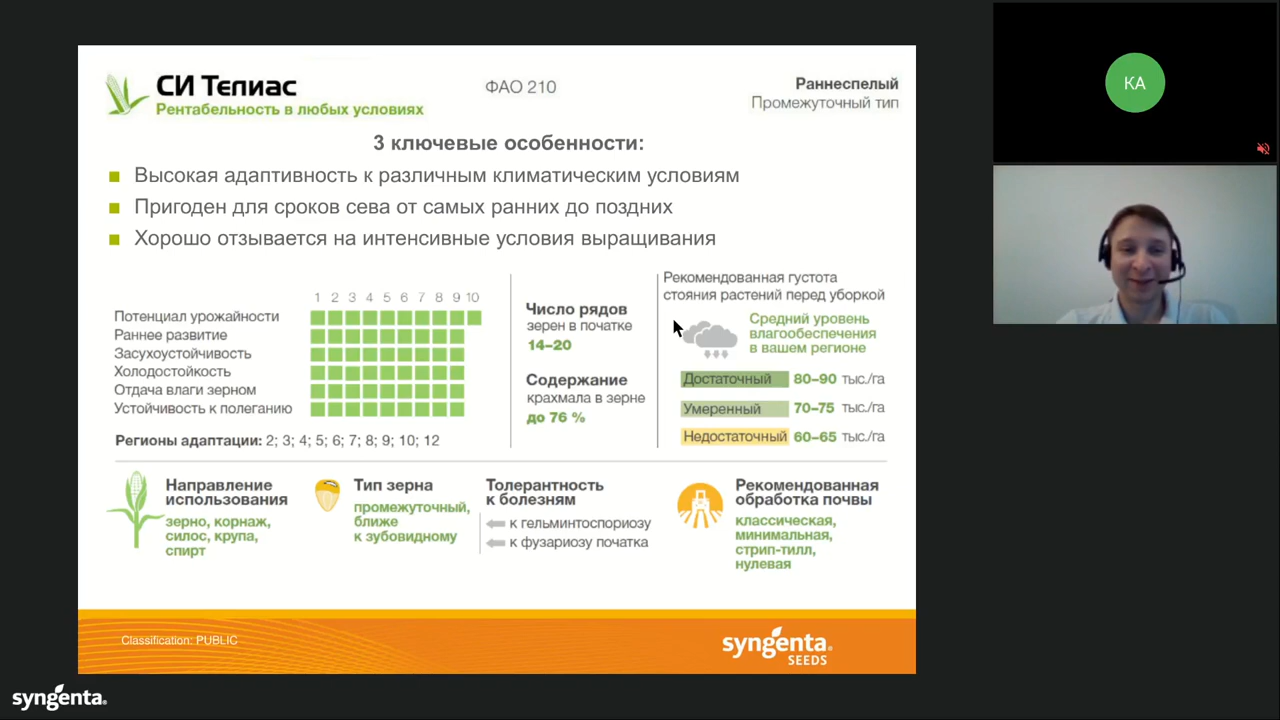 СИ Телиас
Рентабельность в любых условиях
ФАО 210
Раннеспелый
Промежуточный тип
3 ключевые особенности:
Высокая адаптивность к различным климатическим условиям
Пригоден для сроков сева от самых ранних до поздних
Хорошо отзывается на интенсивные условия выращивания
1 2 3 4 5 6 7 8 9 10
Потенциал урожайности
Раннее развитие
Засухоустойчивость
Холодостойкость
Отдача влаги зерном
Устойчивость к полеганию
Регионы адаптации: 2; 3; 4; 5; 6; 7; 8; 9; 10; 12
Число рядов
зерен в початке
14–20
Содержание
крахмала в зерне
до 76 %
Рекомендованная густота
стояния растений перед уборкой
Средний уровень
влагообеспечения
в вашем регионе
Достаточный 80–90 тыс./га
Умеренный 70–75 тыс./га
Недостаточный 60–65 тыс./га
Направление
использования
зерно, корнаж,
силос, крупа,
спирт
Тип зерна
промежуточный,
ближе
к зубовидному
Толерантность
к болезням
к гельминтоспориозу
к фузариозу початка
Рекомендованная
обработка почвы
классическая,
минимальная,
стрип-тилл,
нулевая
Classification: PUBLIC
syngenta
SEEDS
syngenta
КА